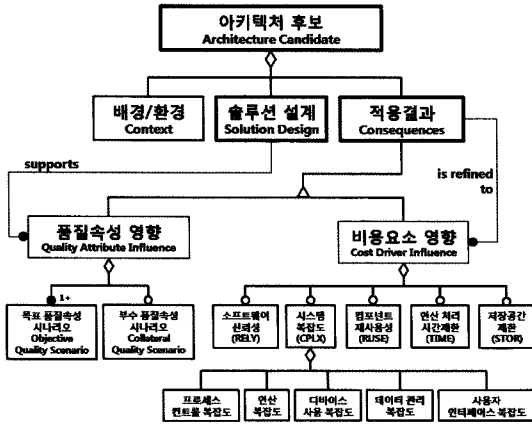 아키텍처 후보
Architecture Candidate
배경/환경
Context
솔루션 설계
Solution Design
적용결과
Consequences
supports
is refined
to
품질속성 영향
Quality Attribute Influence
비용요소 영향
Cost Driver Influence
1+
목표 품질속성
시나리오
Objective
Quality Scenario
부수 품질속성
시나리오
Collateral
Quality Scenario
소프트웨어
신뢰성
(RELY)
시스템
복잡도
(CPLX)
컴포넌트
재사용성
(RUSE)
연산 처리
시간제한
(TIME)
저장공간
제한
(STOR)
프로세스
컨트롤 복잡도
연산
복잡도
디바이스
사용 복잡도
데이터 관리
복잡도
사용자
인터페이스 복잡도